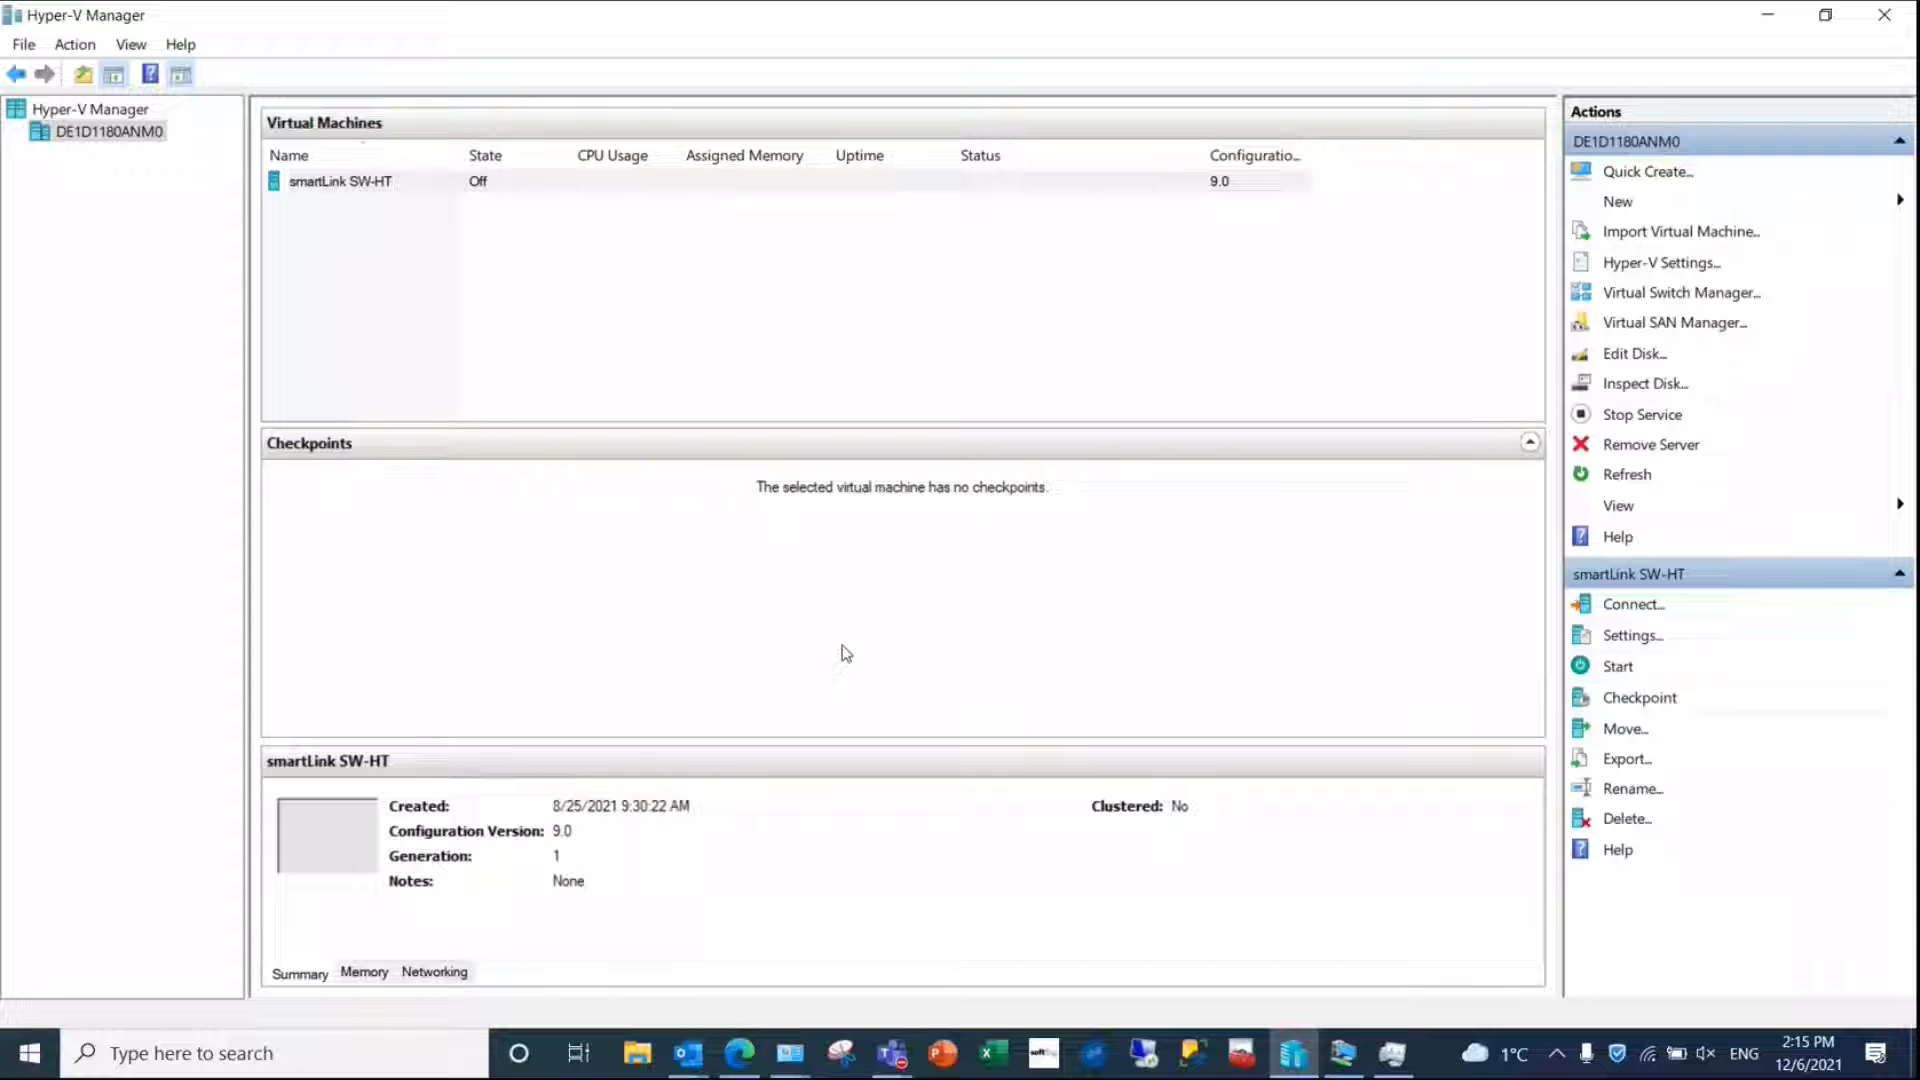 Hyper-V Manager
File Action View Help
Hyper-V Manager
DE1D1180ANM0
Virtual Machines
Name State CPU Usage Assigned Memory Uptime Status Configuratio...
smartLink SW-HT Off 9.0
Checkpoints
The selected virtual machine has no checkpoints.
smartLink SW-HT
Created: 8/25/2021 9:30:22 AM Clustered: No
Configuration Version: 9.0
Generation: 1
Notes: None
Summary Memory Networking
Actions
DE1D1180ANM0
Quick Create...
New
Import Virtual Machine...
Hyper-V Settings...
Virtual Switch Manager...
Virtual SAN Manager...
Edit Disk...
Inspect Disk...
Stop Service
Remove Server
Refresh
View
Help
smartLink SW-HT
Connect...
Settings...
Start
Checkpoint
Move...
Export...
Rename...
Delete...
Help
Type here to search
1°C ENG 2:15 PM
12/6/2021